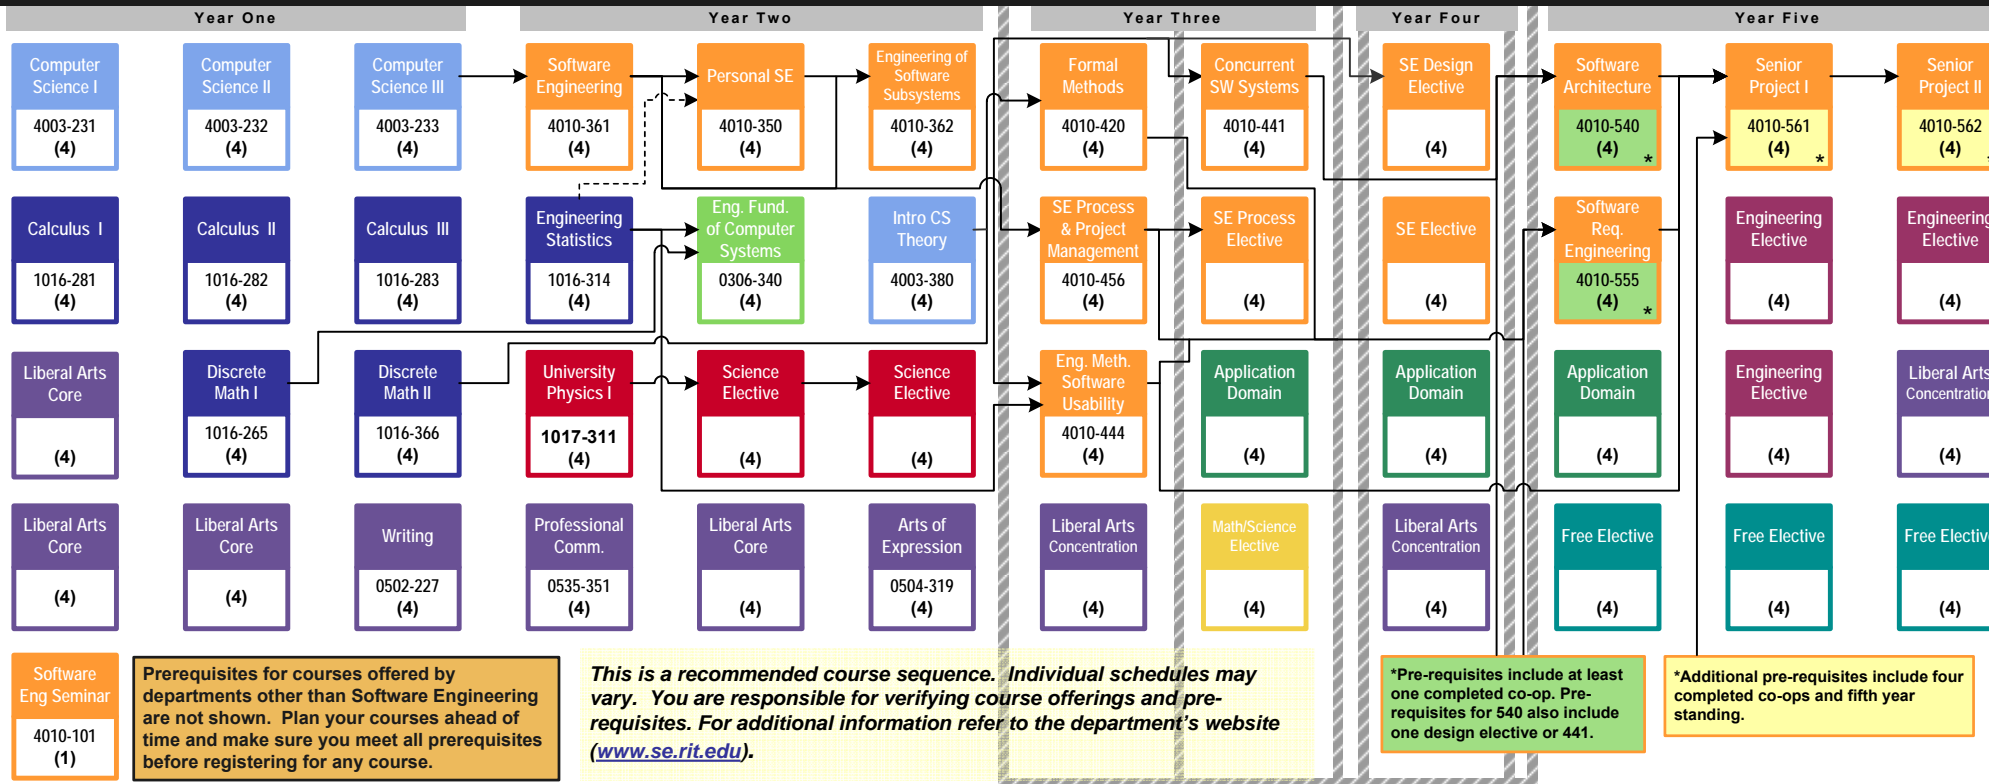 Year One
Year Two
Year Three
Year Four
Year Five
Computer
Science I
4003-231
(4)
Computer
Science II
4003-232
(4)
Computer
Science III
4003-233
(4)
Software
Engineering
4010-361
(4)
Personal SE
4010-350
(4)
Engineering of
Software
Subsystems
4010-362
(4)
Formal
Methods
4010-420
(4)
Concurrent
SW Systems
4010-441
(4)
SE Design
Elective
(4)
Software
Architecture
4010-540
(4)
*
Senior
Project I
4010-561
(4)
*
Senior
Project II
4010-562
(4)
Calculus I
1016-281
(4)
Calculus II
1016-282
(4)
Calculus III
1016-283
(4)
Engineering
Statistics
1016-314
(4)
Eng. Fund.
of Computer
Systems
0306-340
(4)
Intro CS
Theory
4003-380
(4)
SE Process
& Project
Management
4010-456
(4)
SE Process
Elective
(4)
SE Elective
(4)
Software
Req.
Engineering
4010-555
(4)
*
Engineering
Elective
(4)
Engineering
Elective
(4)
Liberal Arts
Core
(4)
Discrete
Math I
1016-265
(4)
Discrete
Math II
1016-366
(4)
University
Physics I
1017-311
(4)
Science
Elective
(4)
Science
Elective
(4)
Eng. Meth.
Software
Usability
4010-444
(4)
Application
Domain
(4)
Application
Domain
(4)
Application
Domain
(4)
Engineering
Elective
(4)
Liberal Arts
Concentration
(4)
Liberal Arts
Core
(4)
Liberal Arts
Core
(4)
Writing
0502-227
(4)
Professional
Comm.
0535-351
(4)
Liberal Arts
Core
(4)
Arts of
Expression
0504-319
(4)
Liberal Arts
Concentration
(4)
Math/Science
Elective
(4)
Liberal Arts
Concentration
(4)
Free Elective
(4)
Free Elective
(4)
Free Elective
(4)
Software
Eng Seminar
4010-101
(1)
Prerequisites for courses offered by
departments other than Software Engineering
are not shown. Plan your courses ahead of
time and make sure you meet all prerequisites
before registering for any course.
This is a recommended course sequence. Individual schedules may
vary. You are responsible for verifying course offerings and pre-
requisites. For additional information refer to the department's website
(www.se.rit.edu).
*Pre-requisites include at least
one completed co-op. Pre-
requisites for 540 also include
one design elective or 441.
*Additional pre-requisites include four
completed co-ops and fifth year
standing.